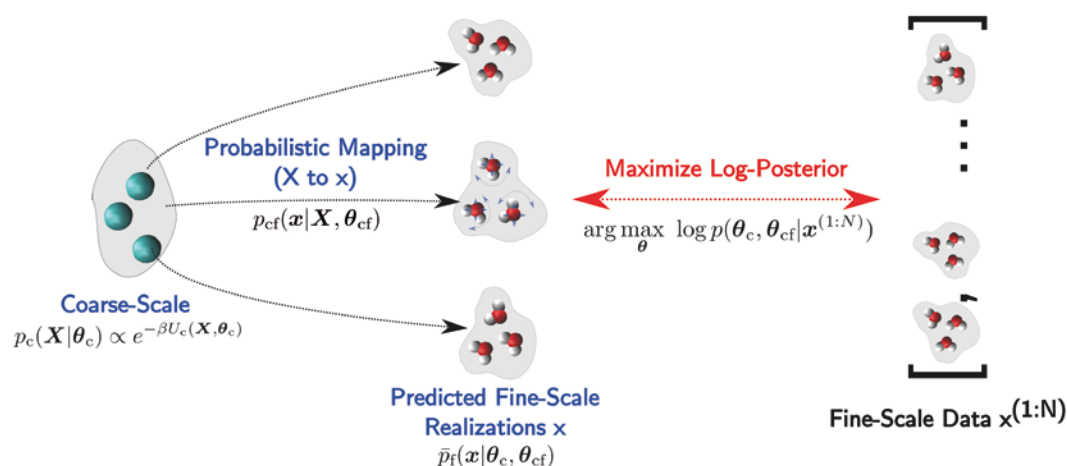 Probabilistic Mapping
(X to x)
p_cf(x|X, θ_cf)
Coarse-Scale
p_c(X|θ_c) ∝ e^{−βU_c(X,θ_c)}
Predicted Fine-Scale
Realizations x
p̄_f(x|θ_c, θ_cf)
Maximize Log-Posterior
arg max_θ log p(θ_c, θ_cf|x^{(1:N)})
,
Fine-Scale Data x^{(1:N)}